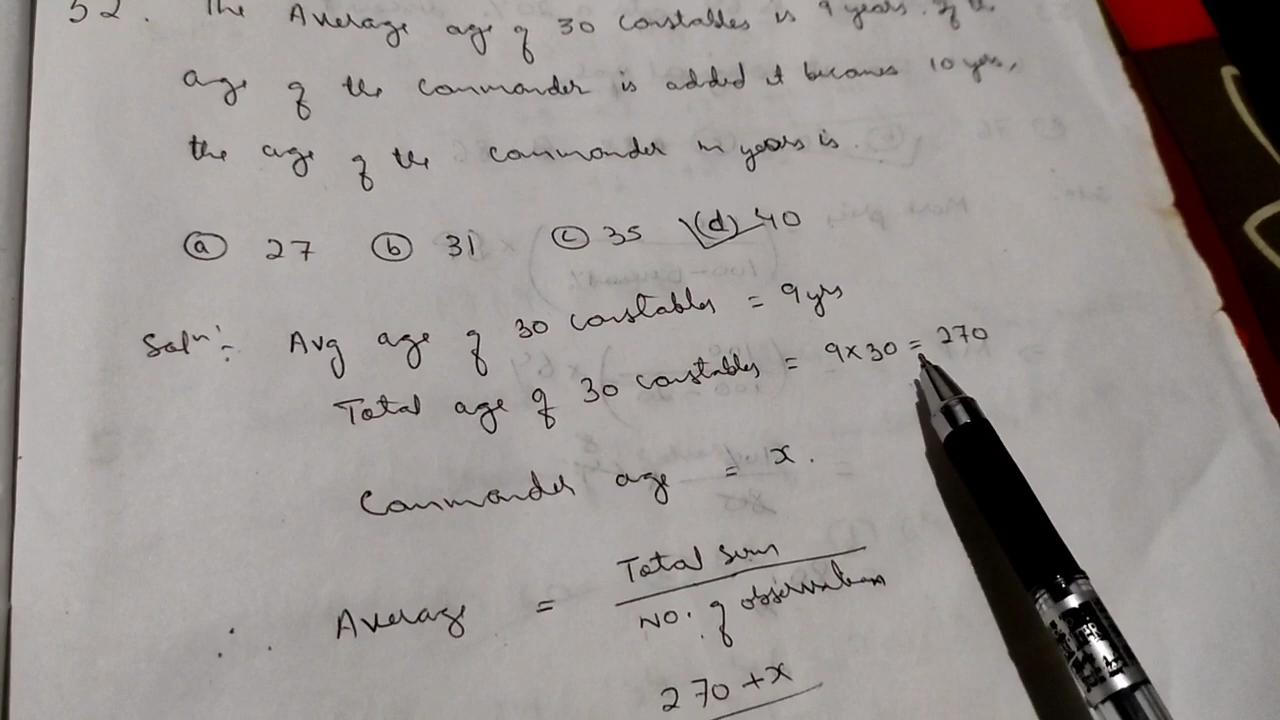 52. The Average age of 30 constables is 9 years. If the
age of the commander is added it becomes 10 yrs,
the age of the commander in years is.
(a) 27 (b) 31 (c) 35 (d) 40
Solⁿ:- Avg age of 30 constables = 9 yrs
Total age of 30 constables = 9×30 = 270
Commander age = x.
∴ Average = Total sum
No. of observations
270 + x